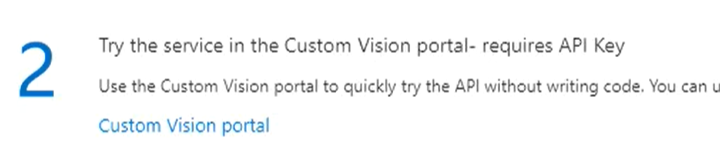 2
Try the service in the Custom Vision portal- requires API Key
Use the Custom Vision portal to quickly try the API without writing code. You can u
Custom Vision portal